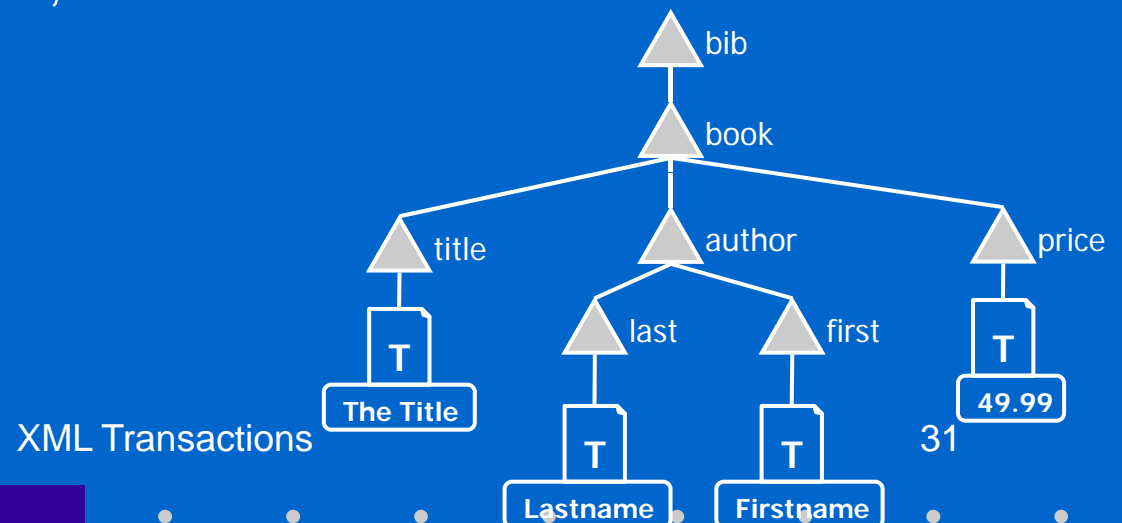 bib
book
title
author
price
last
first
T
T
The Title
49.99
XML Transactions
31
T
T
Lastname
Firstname